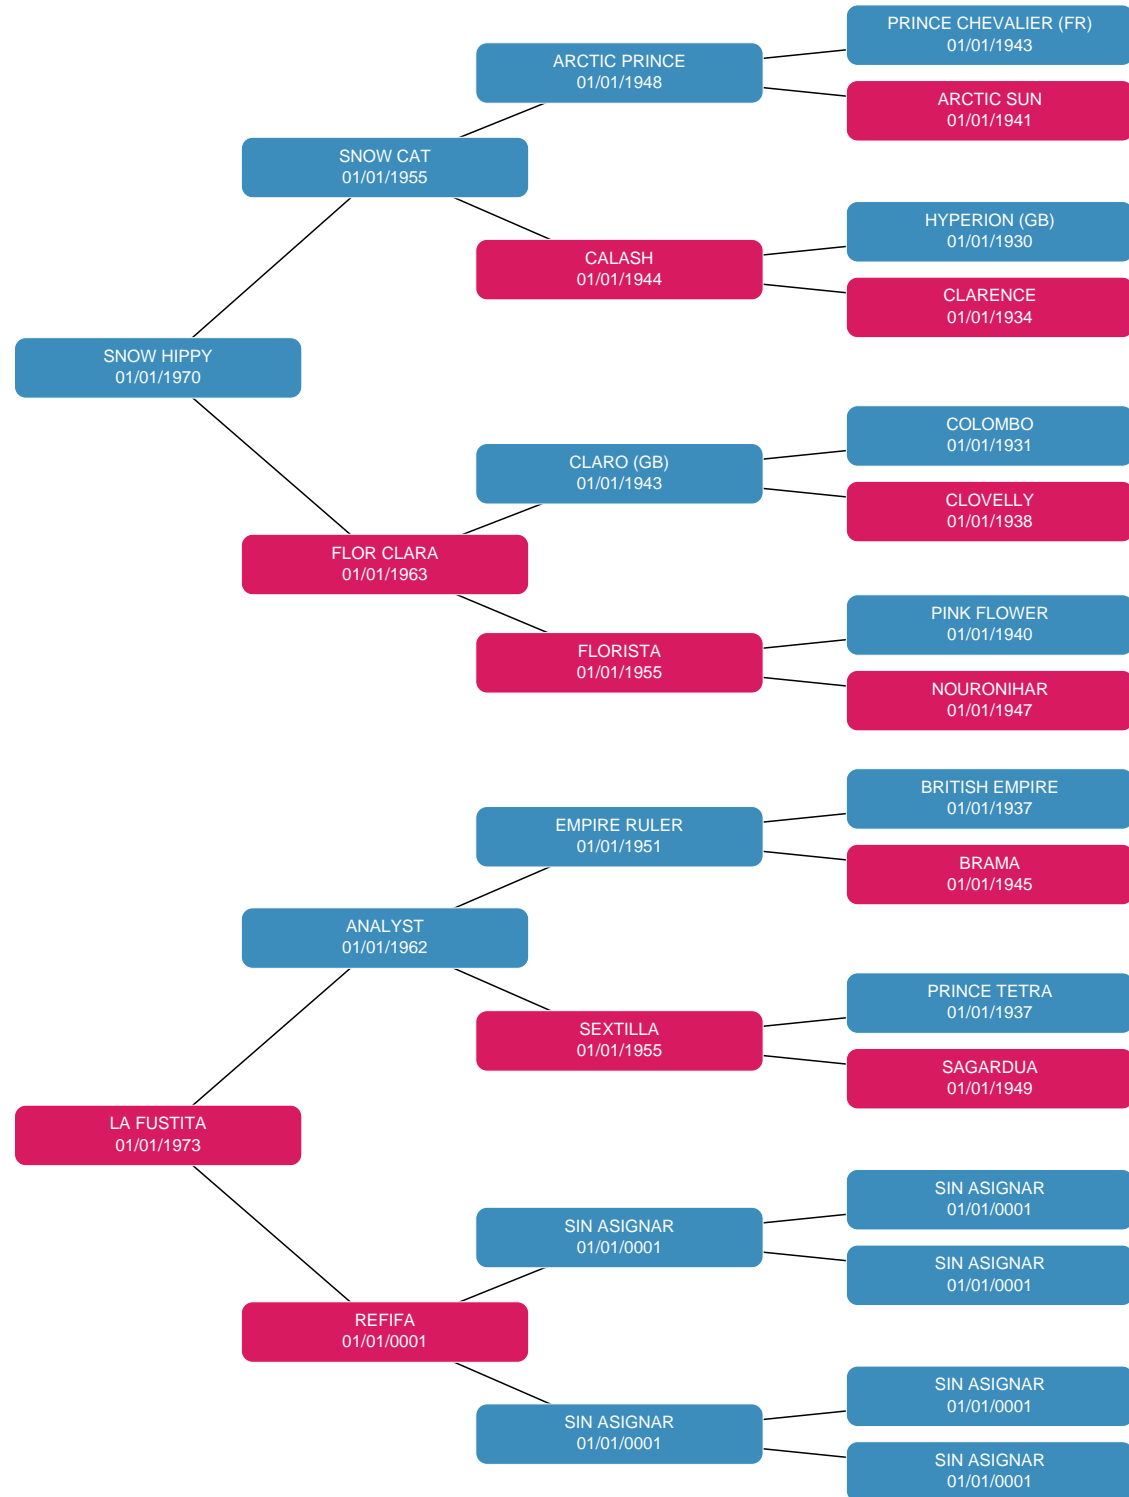 PRINCE CHEVALIER (FR)
01/01/1943
ARCTIC PRINCE
01/01/1948
ARCTIC SUN
01/01/1941
SNOW CAT
01/01/1955
HYPERION (GB)
01/01/1930
CALASH
01/01/1944
CLARENCE
01/01/1934
SNOW HIPPY
01/01/1970
COLOMBO
01/01/1931
CLARO (GB)
01/01/1943
CLOVELLY
01/01/1938
FLOR CLARA
01/01/1963
PINK FLOWER
01/01/1940
FLORISTA
01/01/1955
NOURONIHAR
01/01/1947
BRITISH EMPIRE
01/01/1937
EMPIRE RULER
01/01/1951
BRAMA
01/01/1945
ANALYST
01/01/1962
PRINCE TETRA
01/01/1937
SEXTILLA
01/01/1955
SAGARDUA
01/01/1949
LA FUSTITA
01/01/1973
SIN ASIGNAR
01/01/0001
SIN ASIGNAR
01/01/0001
SIN ASIGNAR
01/01/0001
REFIFA
01/01/0001
SIN ASIGNAR
01/01/0001
SIN ASIGNAR
01/01/0001
SIN ASIGNAR
01/01/0001